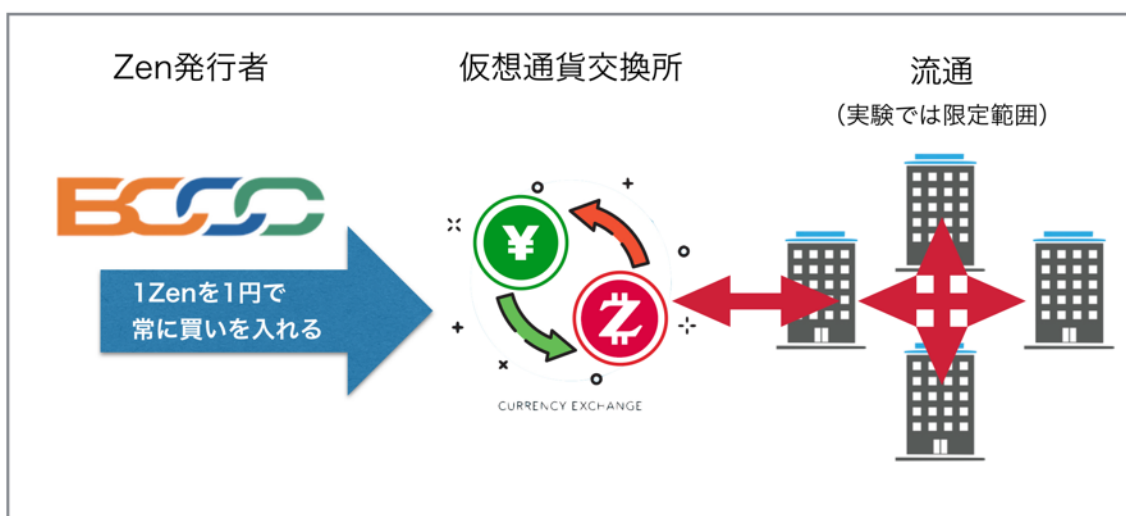 Zen発行者
仮想通貨交換所
流通
（実験では限定範囲）
BCCC
1Zenを1円で
常に買いを入れる
¥
Z
CURRENCY EXCHANGE